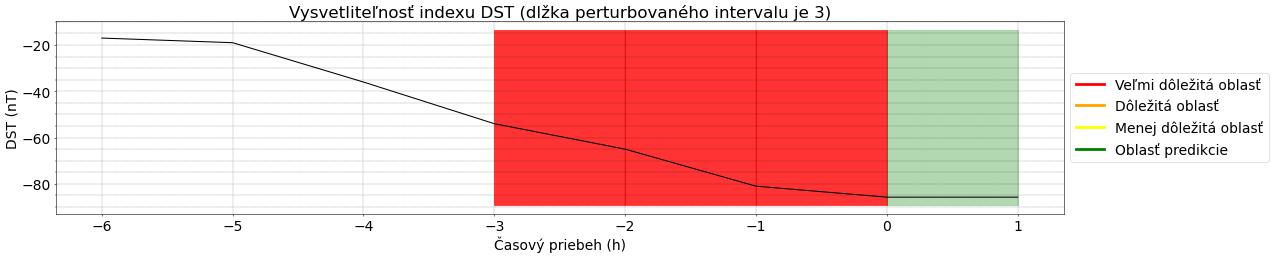 Vysvetliteľnosť indexu DST (dlžka perturbovaného intervalu je 3)
DST (nT)
−20
−40
−60
−80
−6 −5 −4 −3 −2 −1 0 1
Časový priebeh (h)
Veľmi dôležitá oblasť
Dôležitá oblasť
Menej dôležitá oblasť
Oblasť predikcie